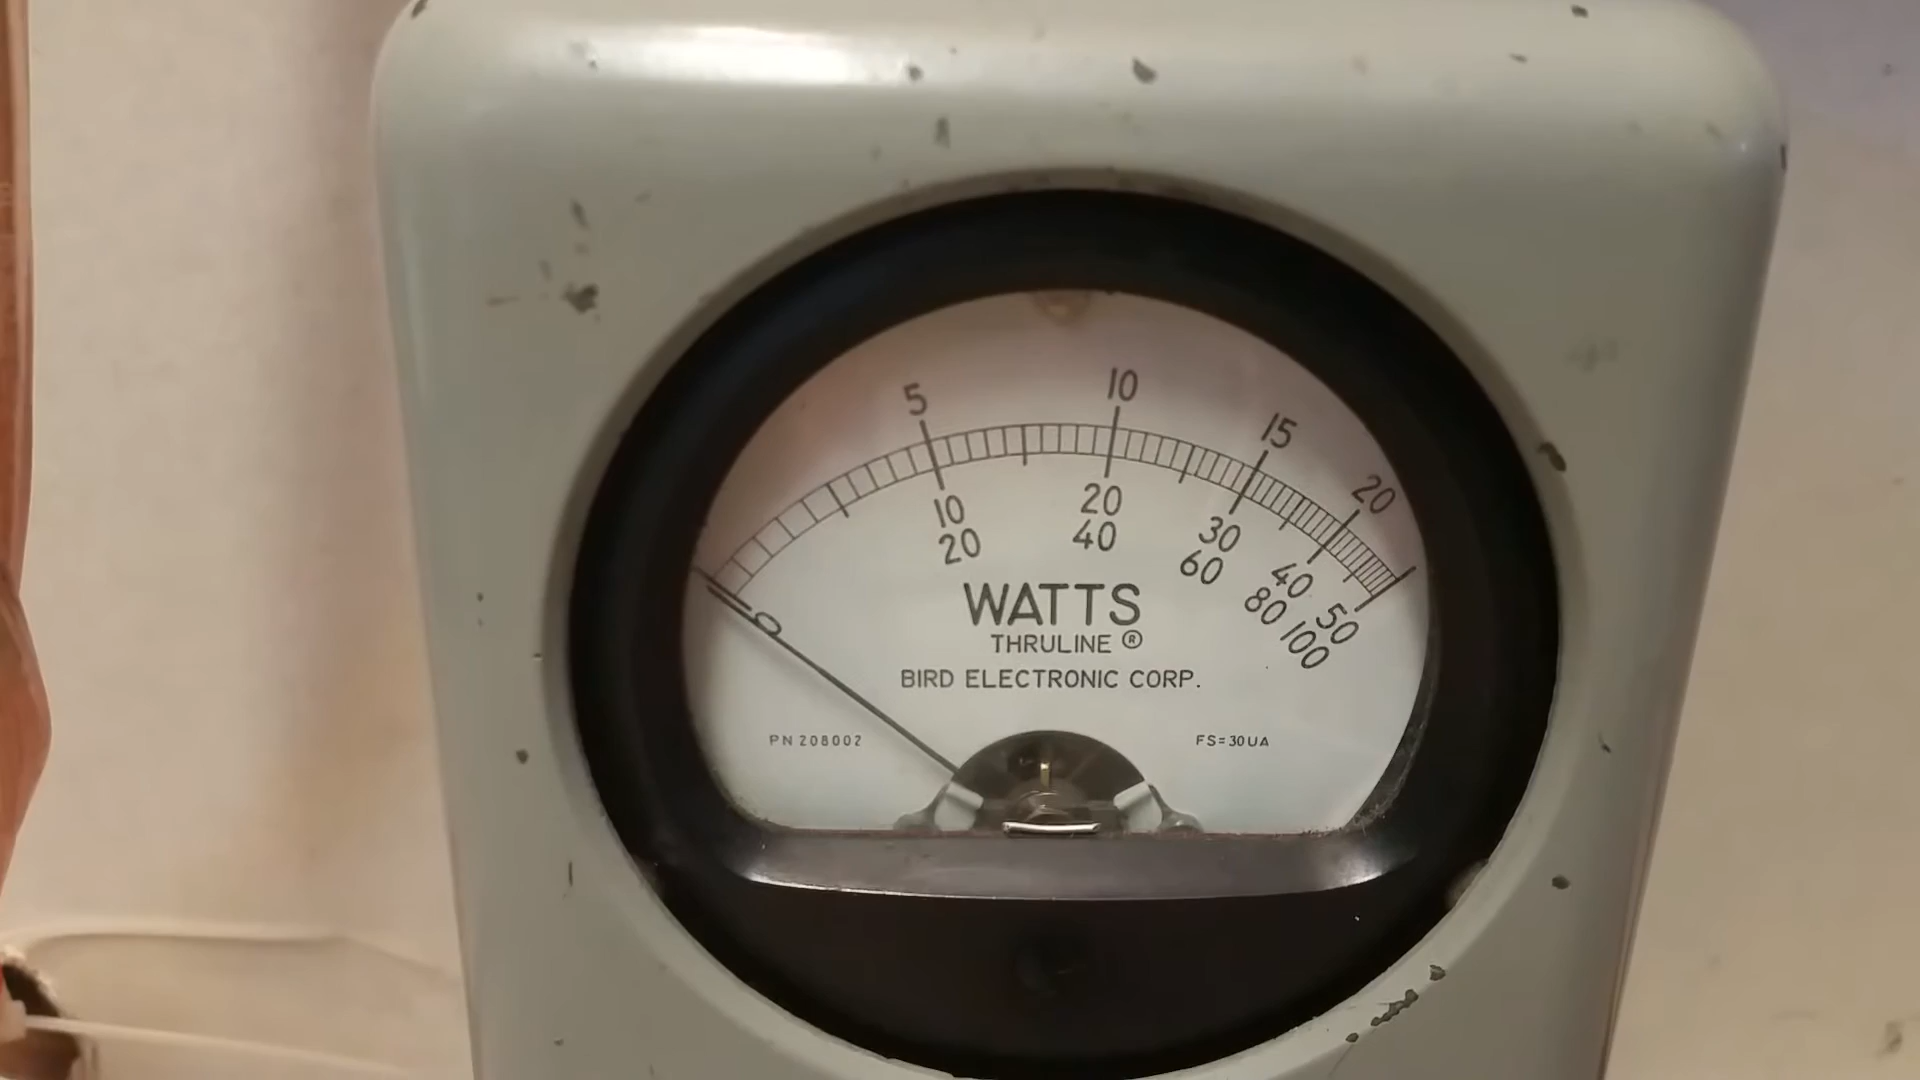 5 10 15 20
0 10 20 30 40 50
20 40 60 80 100
WATTS
THRULINE ®
BIRD ELECTRONIC CORP.
PN 208002 FS=30UA